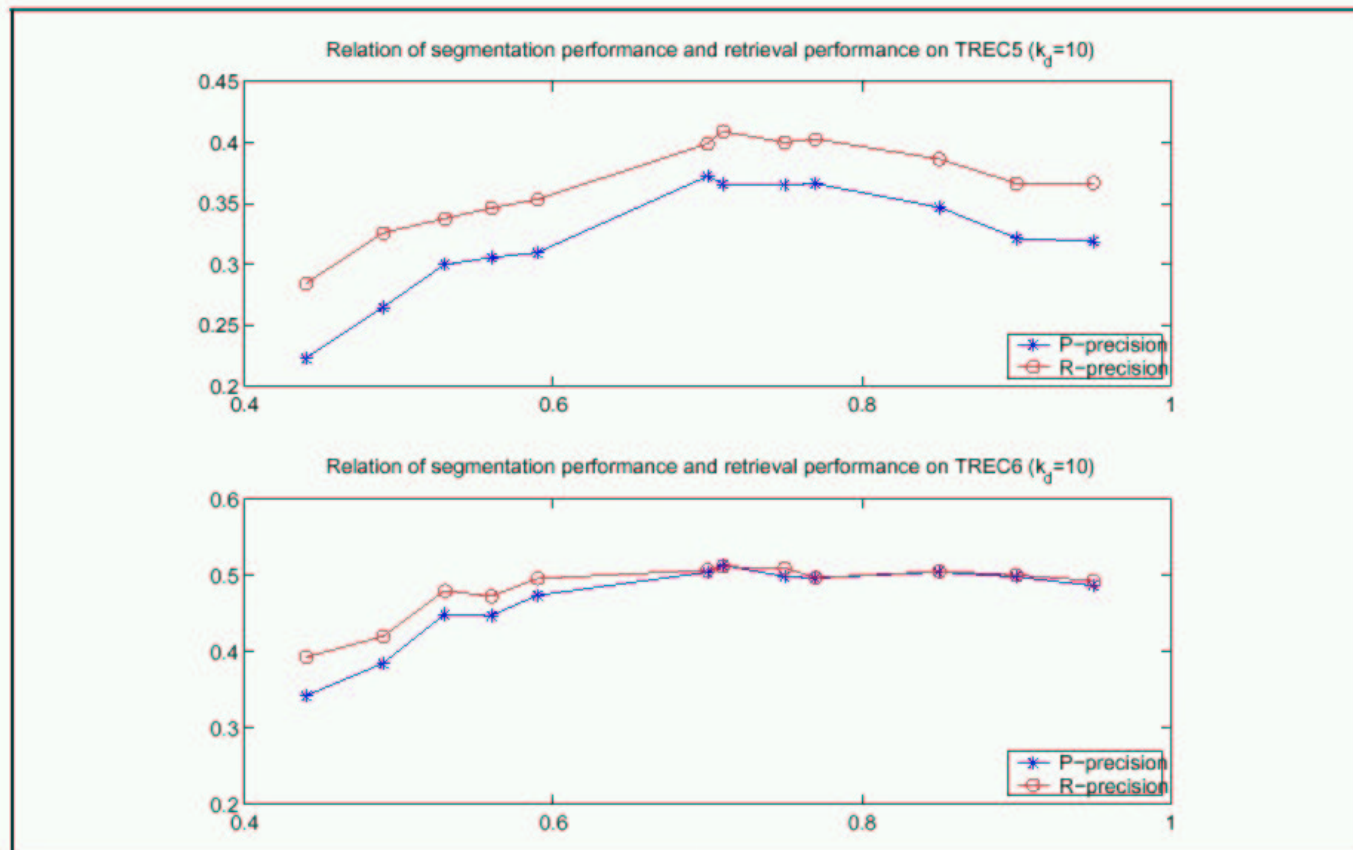 Relation of segmentation performance and retrieval performance on TREC5 (k_d=10)
0.45
0.4
0.35
0.3
0.25
0.2
0.4 0.6 0.8 1
P-precision
R-precision
Relation of segmentation performance and retrieval performance on TREC6 (k_d=10)
0.6
0.5
0.4
0.3
0.2
0.4 0.6 0.8 1
P-precision
R-precision